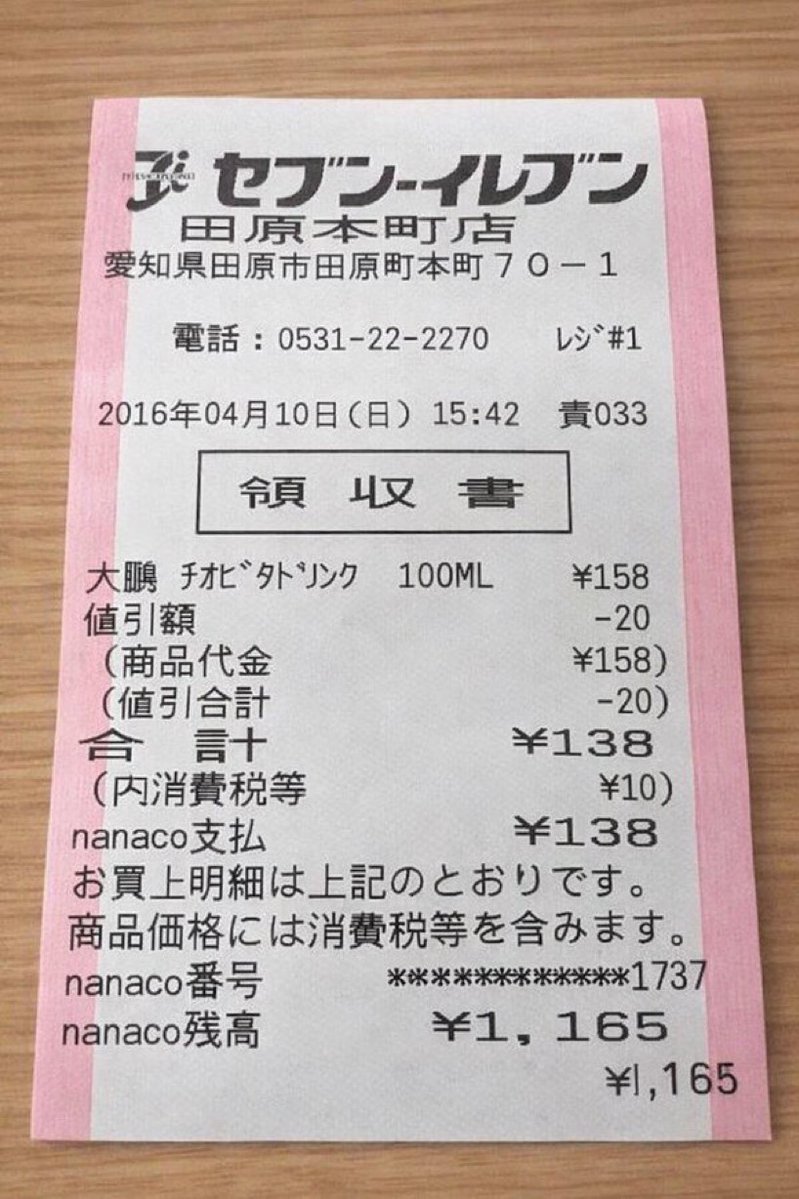 セブン-イレブン
田原本町店
愛知県田原市田原町本町70-1
電話:0531-22-2270 レジ#1
2016年04月10日(日) 15:42 責033
領収書
大鵬 チオビタドリンク 100ML ¥158
値引額 -20
(商品代金 ¥158)
(値引合計 -20)
合計 ¥138
(内消費税等 ¥10)
nanaco支払 ¥138
お買上明細は上記のとおりです。
商品価格には消費税等を含みます。
nanaco番号 ************1737
nanaco残高 ¥1,165
¥1,165